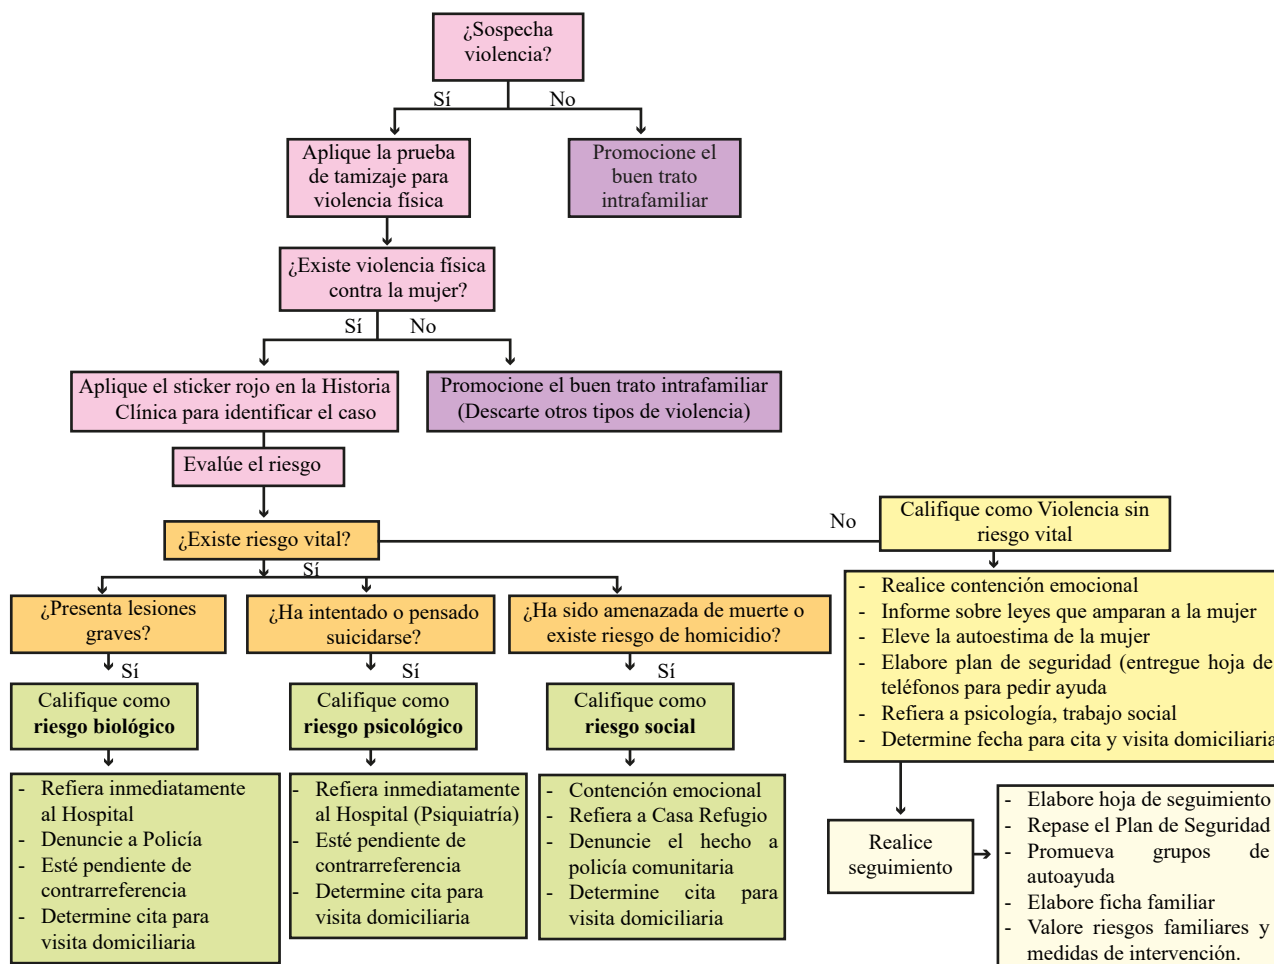 ¿Sospecha
violencia?
Sí
No
Aplique la prueba
de tamizaje para
violencia física
Promocione el
buen trato
intrafamiliar
¿Existe violencia física
contra la mujer?
Sí
No
Aplique el sticker rojo en la Historia
Clínica para identificar el caso
Promocione el buen trato intrafamiliar
(Descarte otros tipos de violencia)
Evalúe el riesgo
¿Existe riesgo vital?
No
Califique como Violencia sin
riesgo vital
Sí
¿Presenta lesiones
graves?
¿Ha intentado o pensado
suicidarse?
¿Ha sido amenazada de muerte o
existe riesgo de homicidio?
- Realice contención emocional
- Informe sobre leyes que amparan a la mujer
- Eleve la autoestima de la mujer
- Elabore plan de seguridad (entregue hoja de
teléfonos para pedir ayuda
- Refiera a psicología, trabajo social
- Determine fecha para cita y visita domiciliaria
Sí
Sí
Sí
Califique como
riesgo biológico
Califique como
riesgo psicológico
Califique como
riesgo social
- Refiera inmediatamente
al Hospital
- Denuncie a Policía
- Esté pendiente de
contrarreferencia
- Determine cita para
visita domiciliaria
- Refiera inmediatamente
al Hospital (Psiquiatría)
- Esté pendiente de
contrarreferencia
- Determine cita para
visita domiciliaria
- Contención emocional
- Refiera a Casa Refugio
- Denuncie el hecho a
policía comunitaria
- Determine cita para
visita domiciliaria
Realice
seguimiento
- Elabore hoja de seguimiento
- Repase el Plan de Seguridad
- Promueva grupos de
autoayuda
- Elabore ficha familiar
- Valore riesgos familiares y
medidas de intervención.